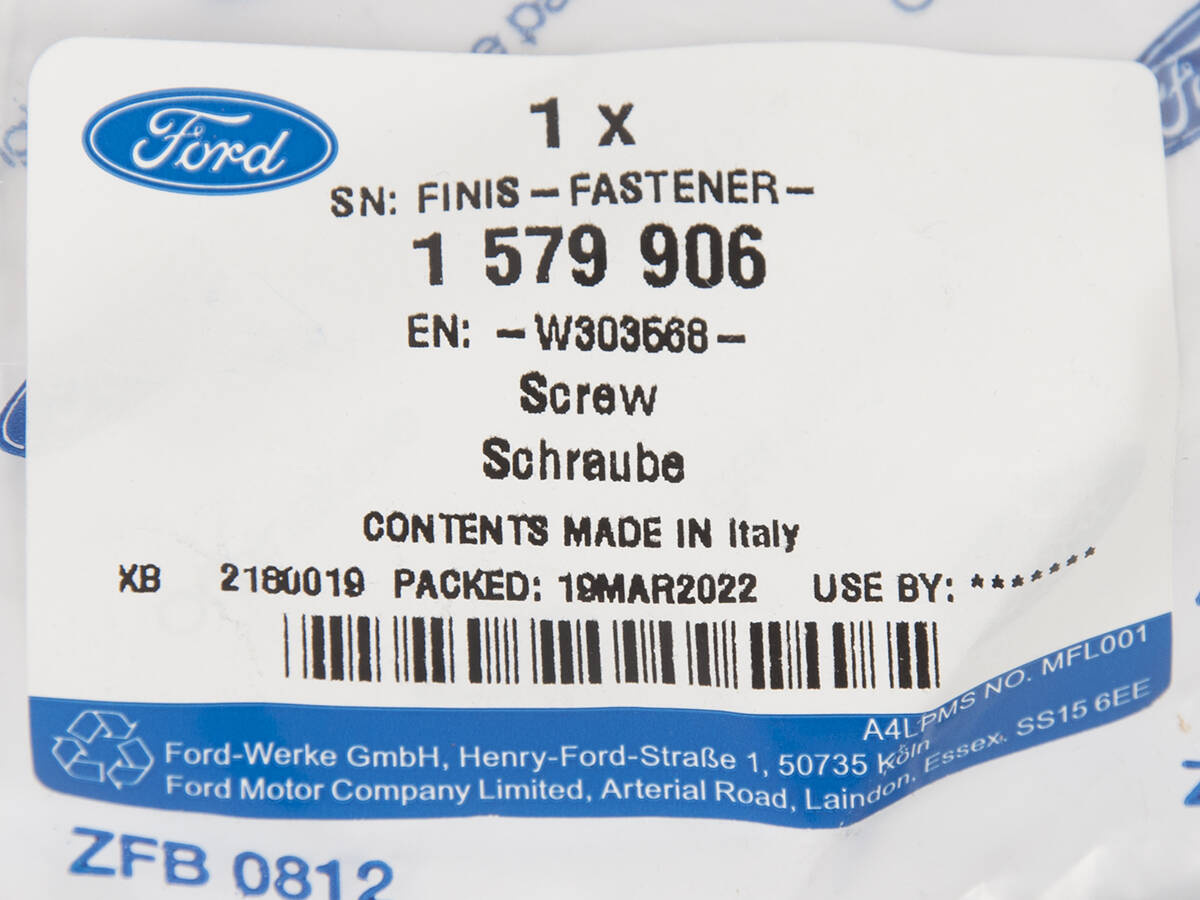 Ford
1 x
SN: FINIS – FASTENER –
1 579 906
EN: – W303568 –
Screw
Schraube
CONTENTS MADE IN Italy
XB 2180019 PACKED: 19MAR2022 USE BY: *******
A4LPMS NO. MFL001
Ford-Werke GmbH, Henry-Ford-Straße 1, 50735 Köln
Ford Motor Company Limited, Arterial Road, Laindon, Essex, SS15 6EE
ZFB 0812